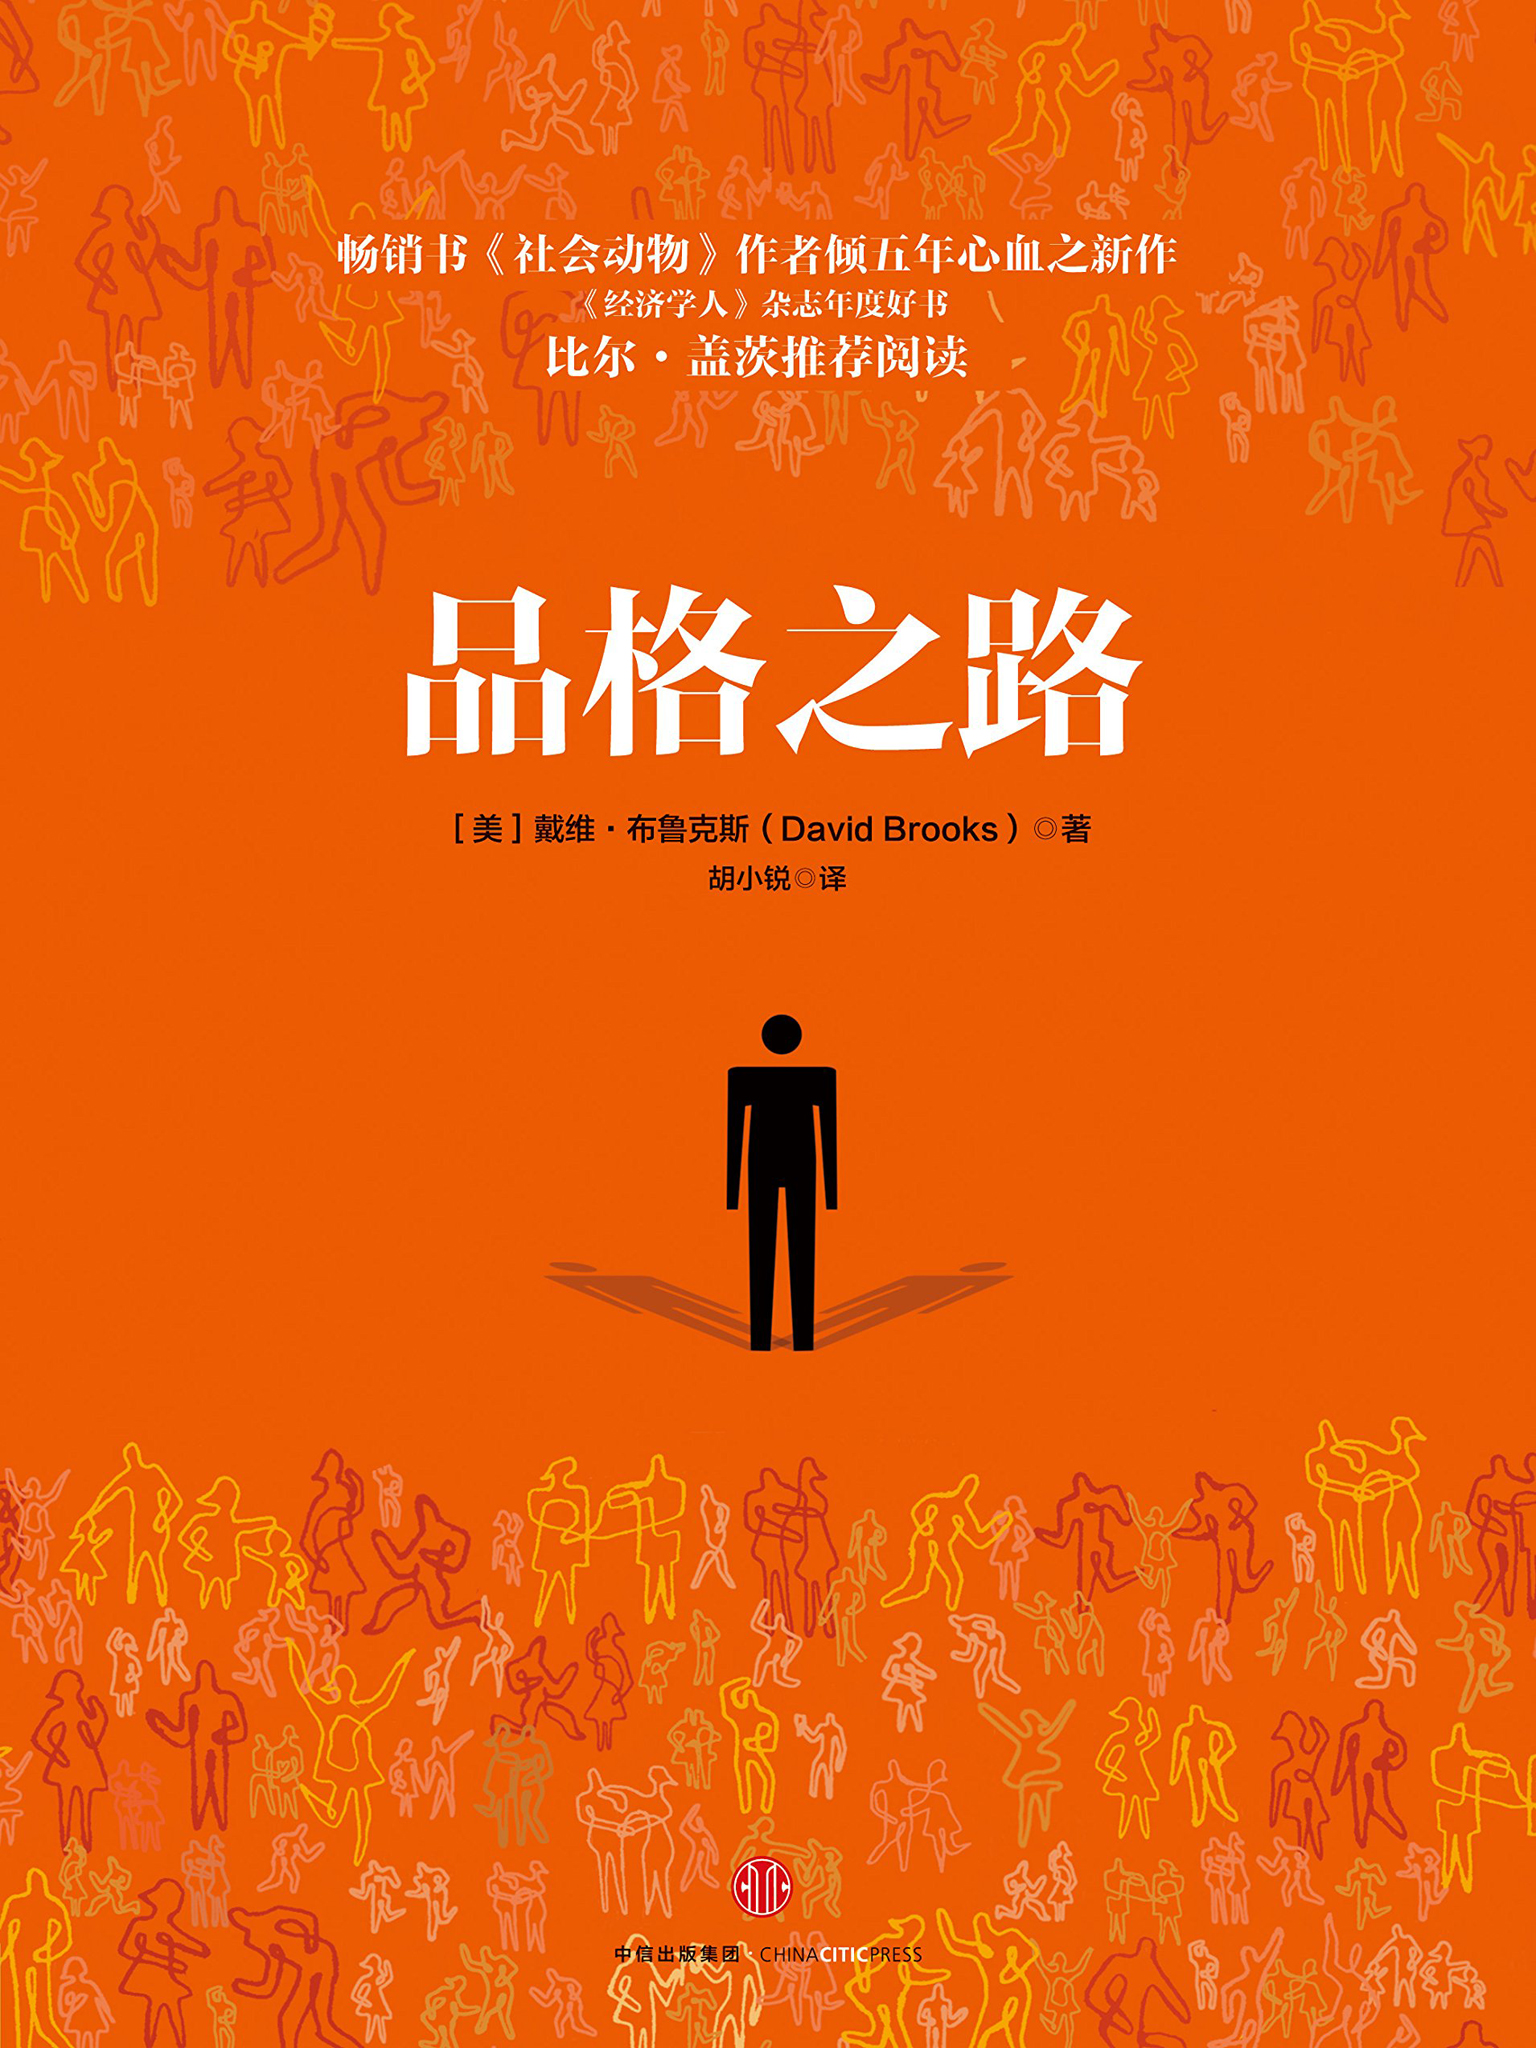 畅销书《社会动物》作者倾五年心血之新作
《经济学人》杂志年度好书
比尔·盖茨推荐阅读
品格之路
［美］戴维·布鲁克斯（David Brooks）◎著
胡小锐◎译
中信出版集团·CHINACITICPRESS